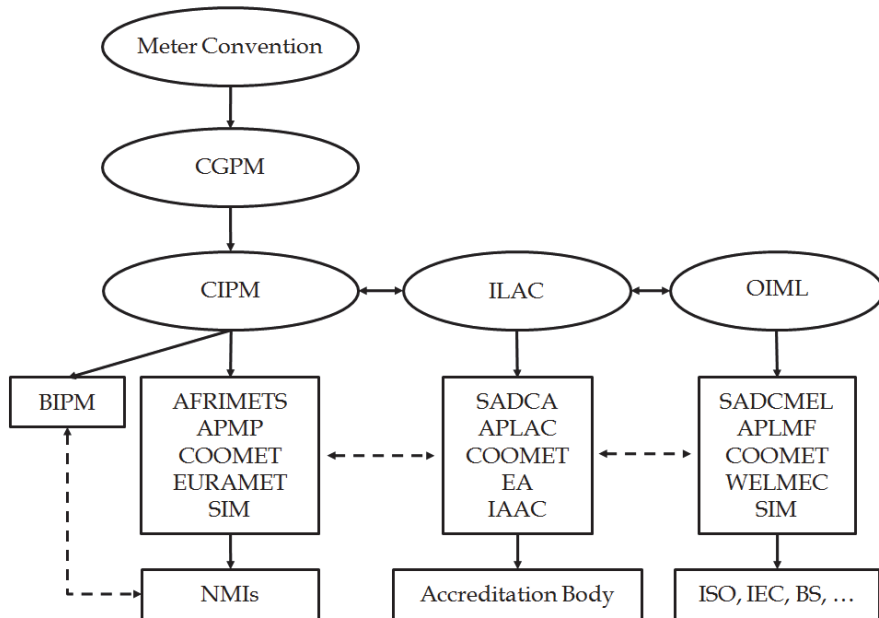 Meter Convention
CGPM
CIPM
ILAC
OIML
BIPM
AFRIMETS
APMP
COOMET
EURAMET
SIM
SADCA
APLAC
COOMET
EA
IAAC
SADCMEL
APLMF
COOMET
WELMEC
SIM
NMIs
Accreditation Body
ISO, IEC, BS, …